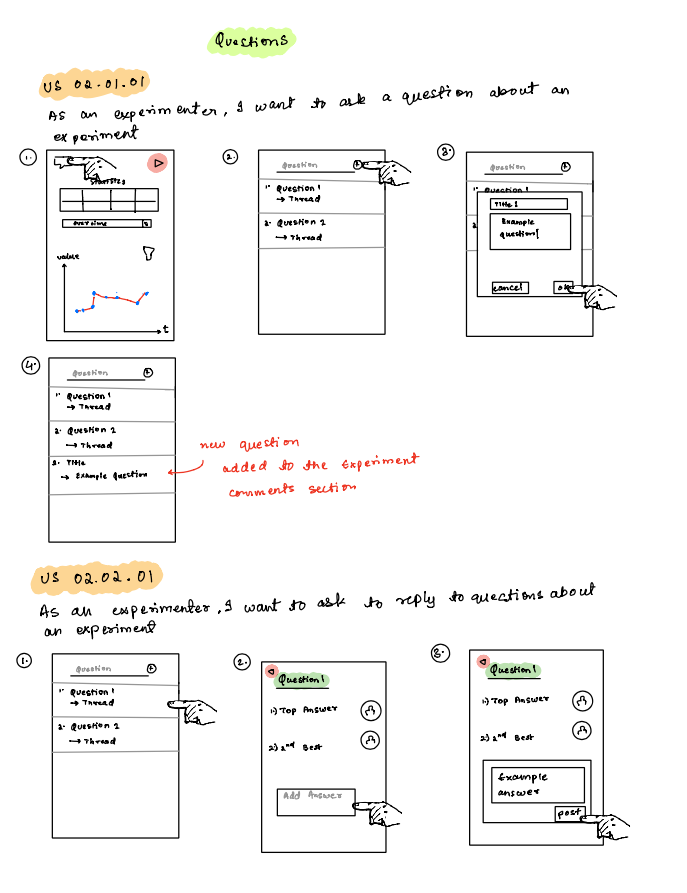 Questions
US 02.01.01
As an experimenter, I want to ask a question about an
experiment
1.
Statistics
over time
value
t
2.
Question
+
1. Question 1
→ Thread
2. Question 2
→ Thread
3.
Question
+
1. Question 1
2
Title 1
Example
question
cancel
ok
4.
Question
+
1. Question 1
→ Thread
2. Question 2
→ Thread
3. Title
→ Example Question
new question
added to the Experiment
comments section
US 02.02.01
As an experimenter, I want to ask to reply to questions about
an experiment
1.
Question
+
1. Question 1
→ Thread
2. Question 2
→ Thread
2.
Question 1
1) Top Answer
2) 2nd Best
Add Answer
3.
Question 1
1) Top Answer
2) 2nd Best
Example
answer
post